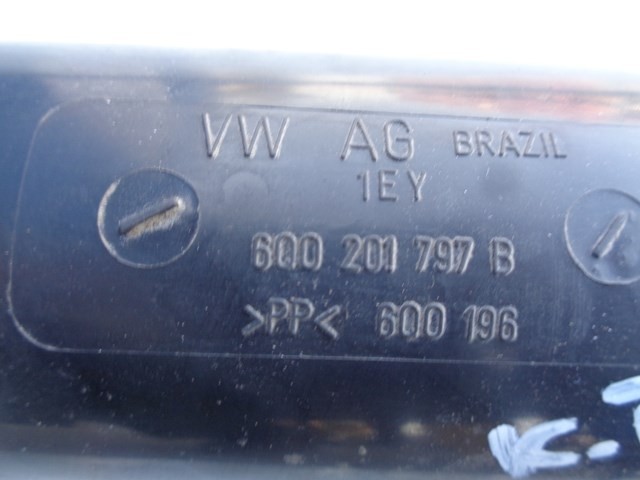 VW AG BRAZIL
1EY
6Q0 201 797 B
>PP< 6Q0 196